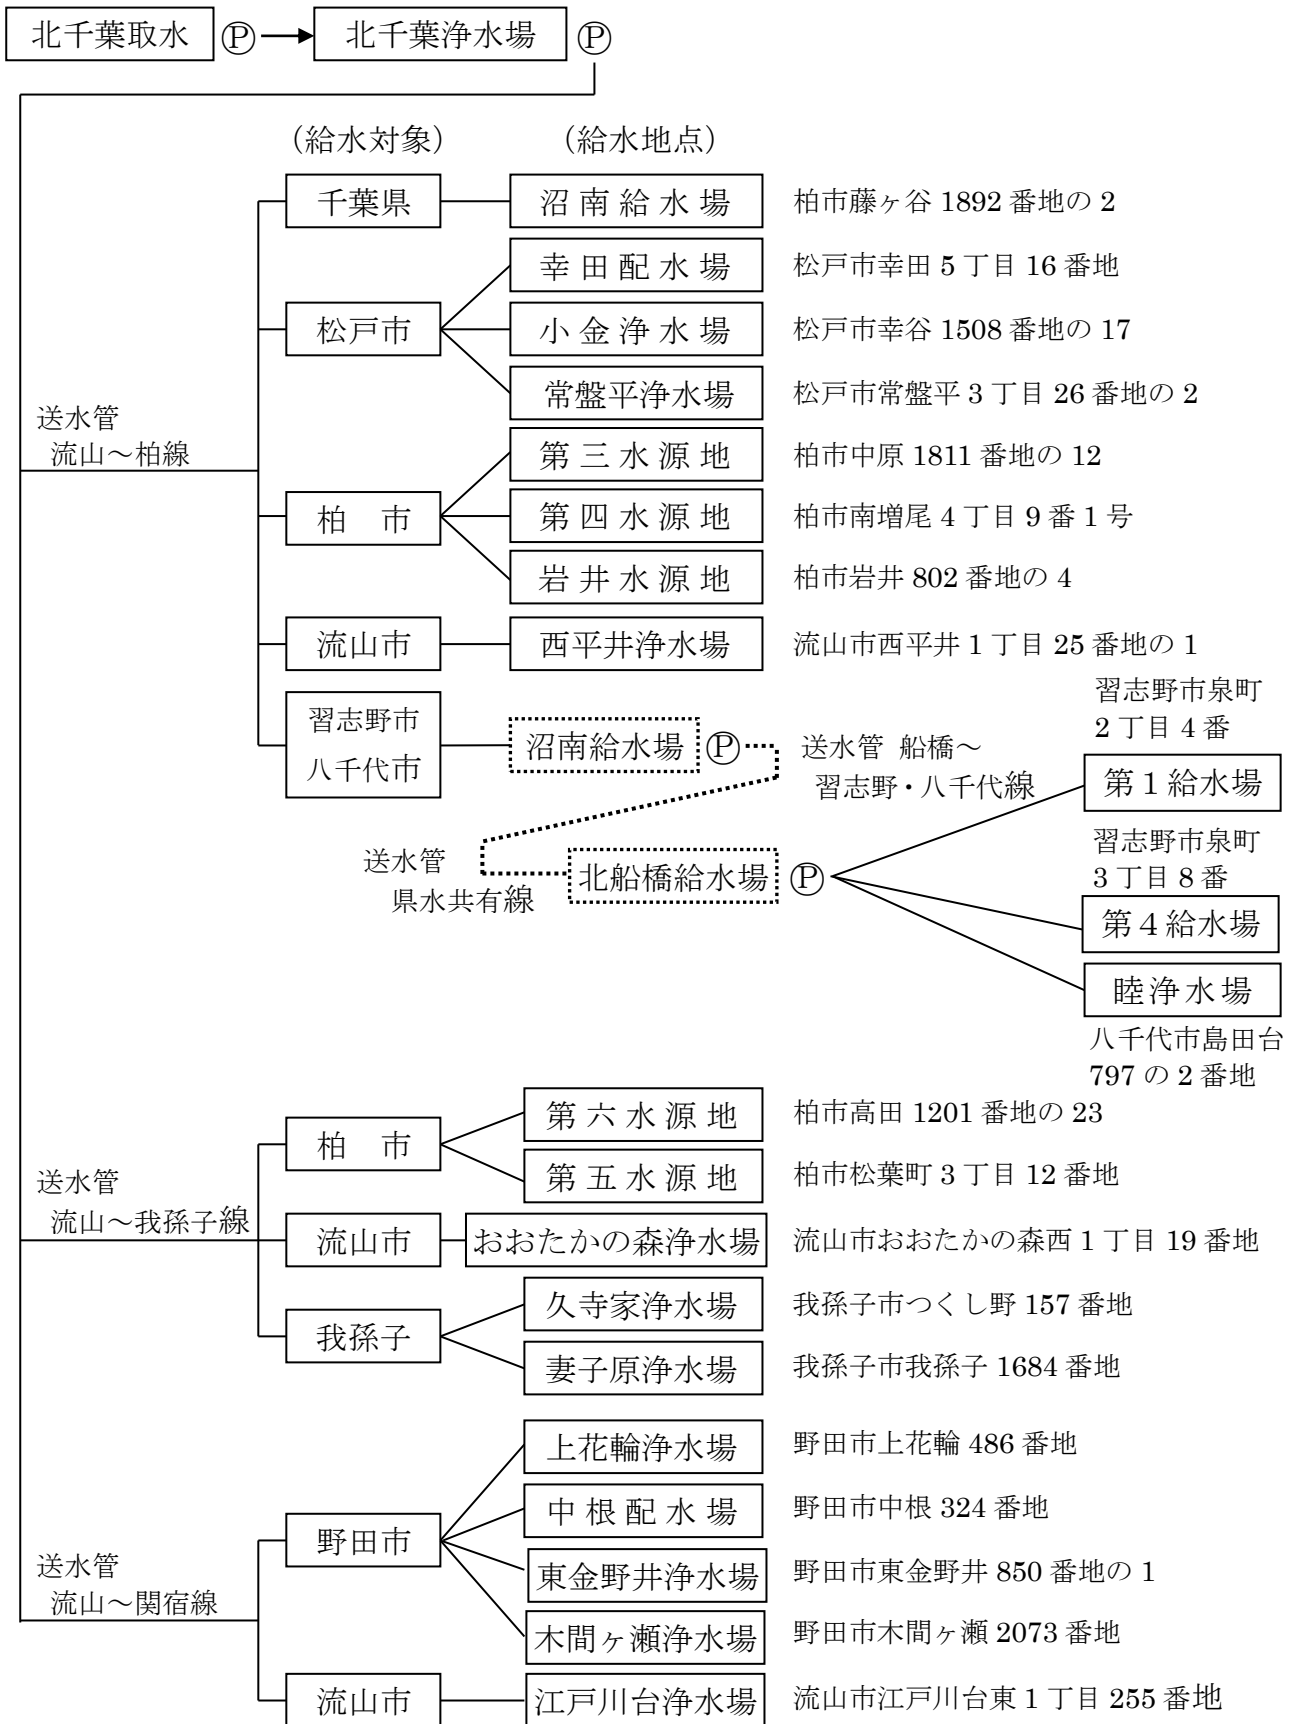 北千葉取水 Ⓟ 北千葉浄水場 Ⓟ
（給水対象） （給水地点）
千葉県 沼南給水場 柏市藤ヶ谷 1892 番地の 2
幸田配水場 松戸市幸田 5 丁目 16 番地
松戸市 小金浄水場 松戸市幸谷 1508 番地の 17
常盤平浄水場 松戸市常盤平 3 丁目 26 番地の 2
送水管
流山～柏線
第三水源地 柏市中原 1811 番地の 12
柏 市 第四水源地 柏市南増尾 4 丁目 9 番 1 号
岩井水源地 柏市岩井 802 番地の 4
流山市 西平井浄水場 流山市西平井 1 丁目 25 番地の 1
習志野市
八千代市
沼南給水場 Ⓟ
送水管 船橋～
習志野・八千代線
習志野市泉町
2 丁目 4 番
第１給水場
送水管
県水共有線
北船橋給水場 Ⓟ
習志野市泉町
3 丁目 8 番
第４給水場
睦浄水場
八千代市島田台
797 の 2 番地
第六水源地 柏市高田 1201 番地の 23
柏 市
第五水源地 柏市松葉町 3 丁目 12 番地
送水管
流山～我孫子線
流山市 おおたかの森浄水場 流山市おおたかの森西 1 丁目 19 番地
久寺家浄水場 我孫子市つくし野 157 番地
我孫子
妻子原浄水場 我孫子市我孫子 1684 番地
上花輪浄水場 野田市上花輪 486 番地
中根配水場 野田市中根 324 番地
野田市
東金野井浄水場 野田市東金野井 850 番地の 1
送水管
流山～関宿線
木間ヶ瀬浄水場 野田市木間ヶ瀬 2073 番地
流山市 江戸川台浄水場 流山市江戸川台東 1 丁目 255 番地